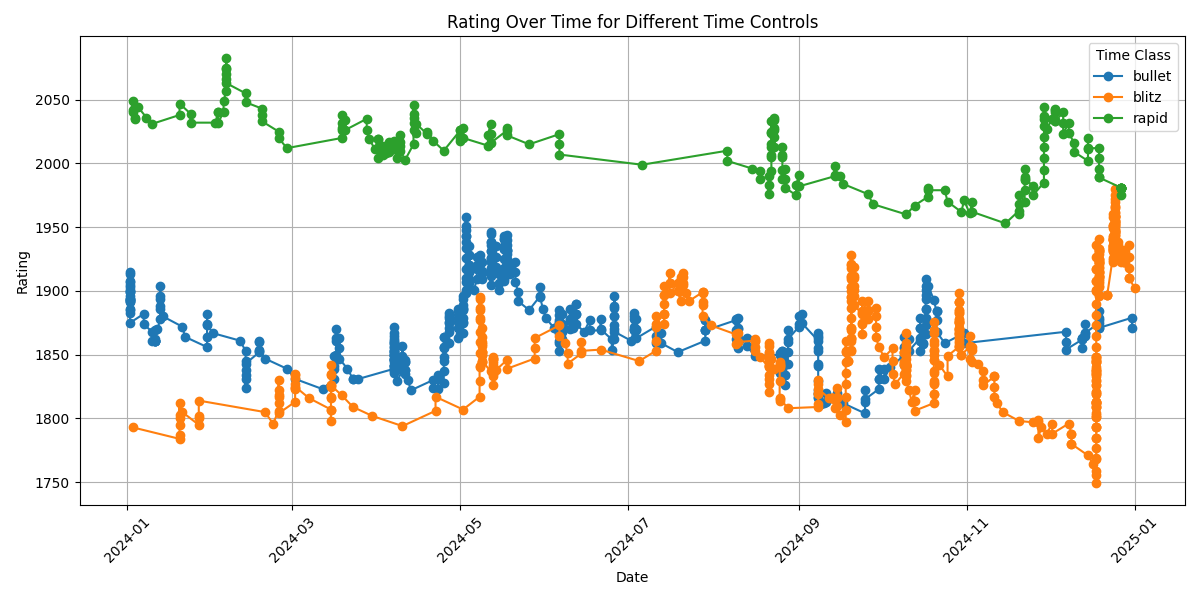 Rating Over Time for Different Time Controls
Time Class
bullet
blitz
rapid
2050
2000
1950
1900
1850
1800
1750
Rating
2024-01
2024-03
2024-05
2024-07
2024-09
2024-11
2025-01
Date